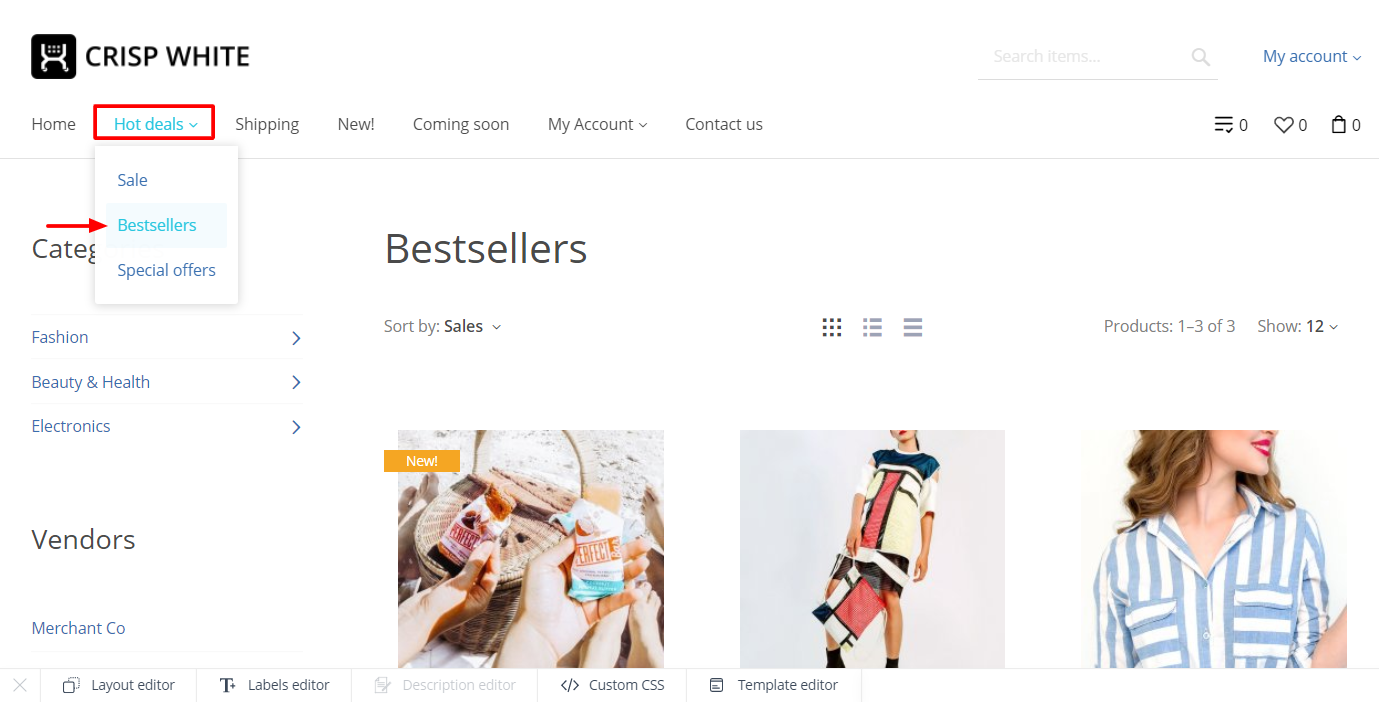 CRISP WHITE
Search items...
My account
Home Hot deals Shipping New! Coming soon My Account Contact us 0 0 0
Sale
Bestsellers
Special offers
Categ
Fashion
Beauty & Health
Electronics
Vendors
Merchant Co
Bestsellers
Sort by: Sales
Products: 1–3 of 3 Show: 12
New!
PERFECT
PERFECT
Layout editor Labels editor Description editor Custom CSS Template editor